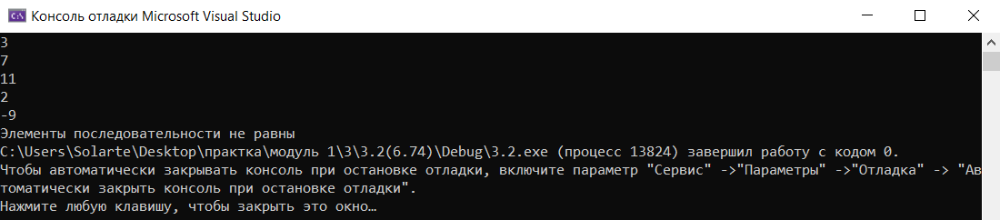 Консоль отладки Microsoft Visual Studio
3
7
11
2
-9
Элементы последовательности не равны
C:\Users\Solarte\Desktop\практка\модуль 1\3\3.2(6.74)\Debug\3.2.exe (процесс 13824) завершил работу с кодом 0.
Чтобы автоматически закрывать консоль при остановке отладки, включите параметр "Сервис" ->"Параметры" ->"Отладка" -> "Ав
томатически закрыть консоль при остановке отладки".
Нажмите любую клавишу, чтобы закрыть это окно…